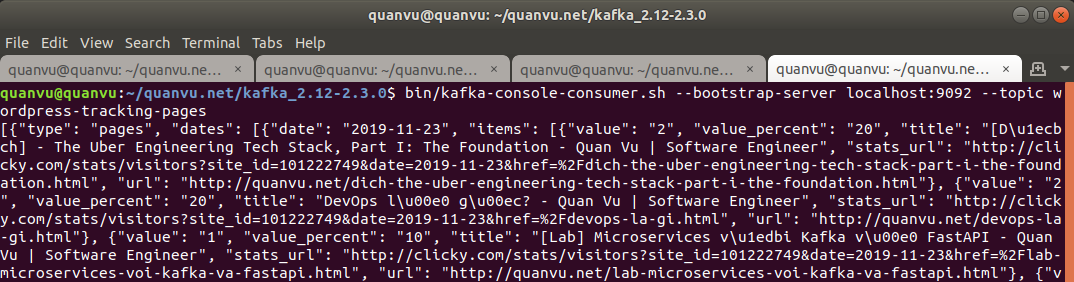 quanvu@quanvu: ~/quanvu.net/kafka_2.12-2.3.0
File Edit View Search Terminal Tabs Help
quanvu@quanvu: ~/quanvu.ne... × quanvu@quanvu: ~/quanvu.ne... × quanvu@quanvu: ~/quanvu.ne... × quanvu@quanvu: ~/quanvu.ne... ×
quanvu@quanvu:~/quanvu.net/kafka_2.12-2.3.0$ bin/kafka-console-consumer.sh --bootstrap-server localhost:9092 --topic w
ordpress-tracking-pages
[{"type": "pages", "dates": [{"date": "2019-11-23", "items": [{"value": "2", "value_percent": "20", "title": "[D\u1ecb
ch] - The Uber Engineering Tech Stack, Part I: The Foundation - Quan Vu | Software Engineer", "stats_url": "http://cli
cky.com/stats/visitors?site_id=101222749&date=2019-11-23&href=%2Fdich-the-uber-engineering-tech-stack-part-i-the-found
ation.html", "url": "http://quanvu.net/dich-the-uber-engineering-tech-stack-part-i-the-foundation.html"}, {"value": "2
", "value_percent": "20", "title": "DevOps l\u00e0 g\u00ec? - Quan Vu | Software Engineer", "stats_url": "http://click
y.com/stats/visitors?site_id=101222749&date=2019-11-23&href=%2Fdevops-la-gi.html", "url": "http://quanvu.net/devops-la
-gi.html"}, {"value": "1", "value_percent": "10", "title": "[Lab] Microservices v\u1edbi Kafka v\u00e0 FastAPI - Quan
Vu | Software Engineer", "stats_url": "http://clicky.com/stats/visitors?site_id=101222749&date=2019-11-23&href=%2Flab-
microservices-voi-kafka-va-fastapi.html", "url": "http://quanvu.net/lab-microservices-voi-kafka-va-fastapi.html"}, {"v